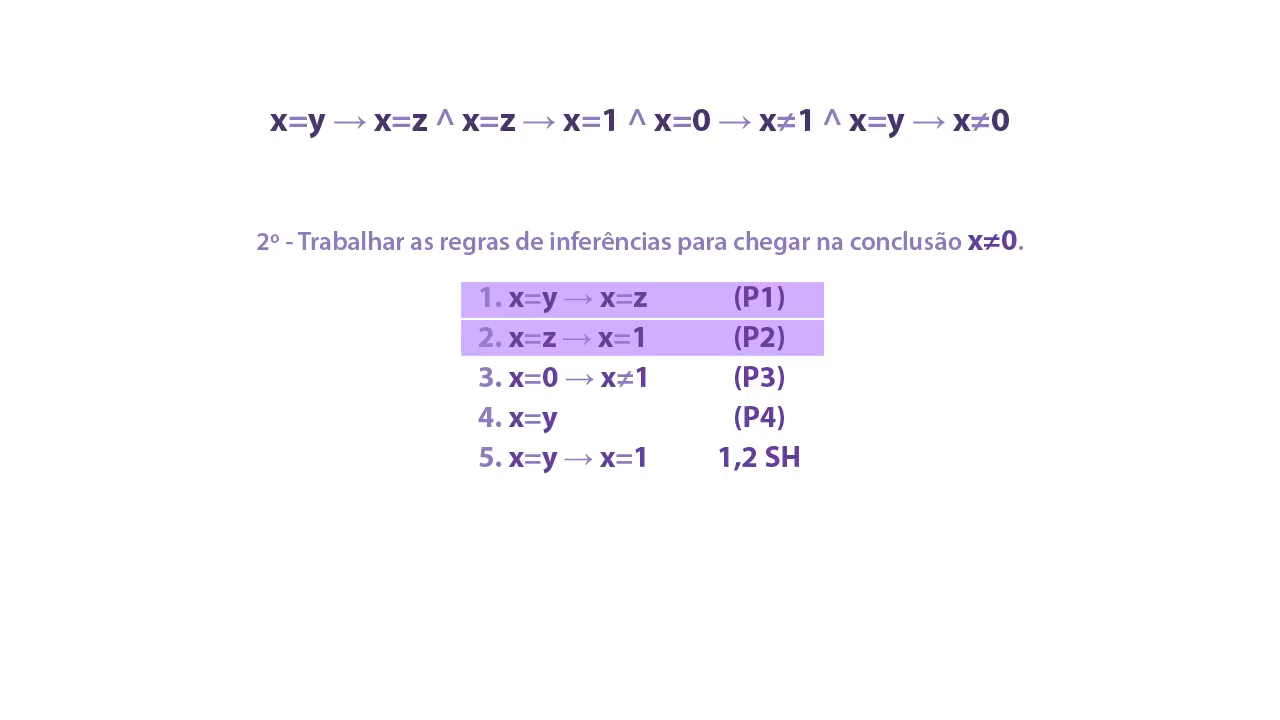 x=y → x=z ^ x=z → x=1 ^ x=0 → x≠1 ^ x=y → x≠0
2º - Trabalhar as regras de inferências para chegar na conclusão x≠0.
1. x=y → x=z (P1)
2. x=z → x=1 (P2)
3. x=0 → x≠1 (P3)
4. x=y (P4)
5. x=y → x=1 1,2 SH